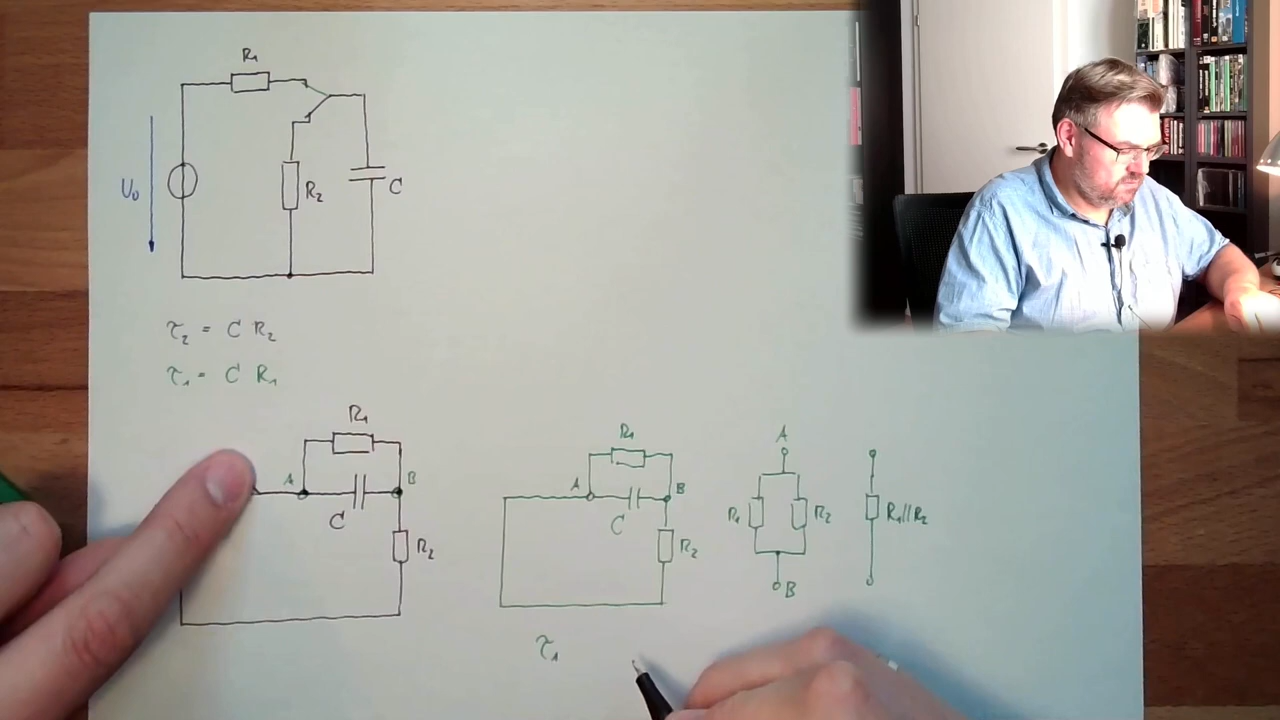 R₁
U₀
R₂
C
τ₂ = C R₂
τ₁ = C R₁
R₁
A
B
C
R₂
R₁
A
B
C
R₂
A
R₁
R₂
B
R₁//R₂
τ₁